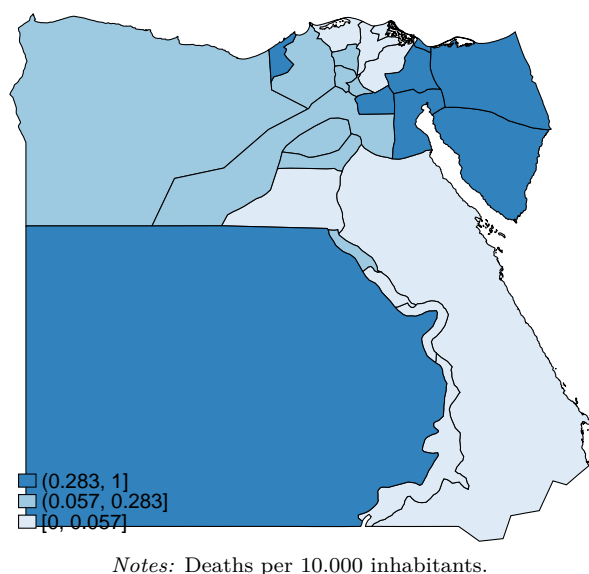 (0.283, 1]
(0.057, 0.283]
[0, 0.057]
Notes: Deaths per 10.000 inhabitants.